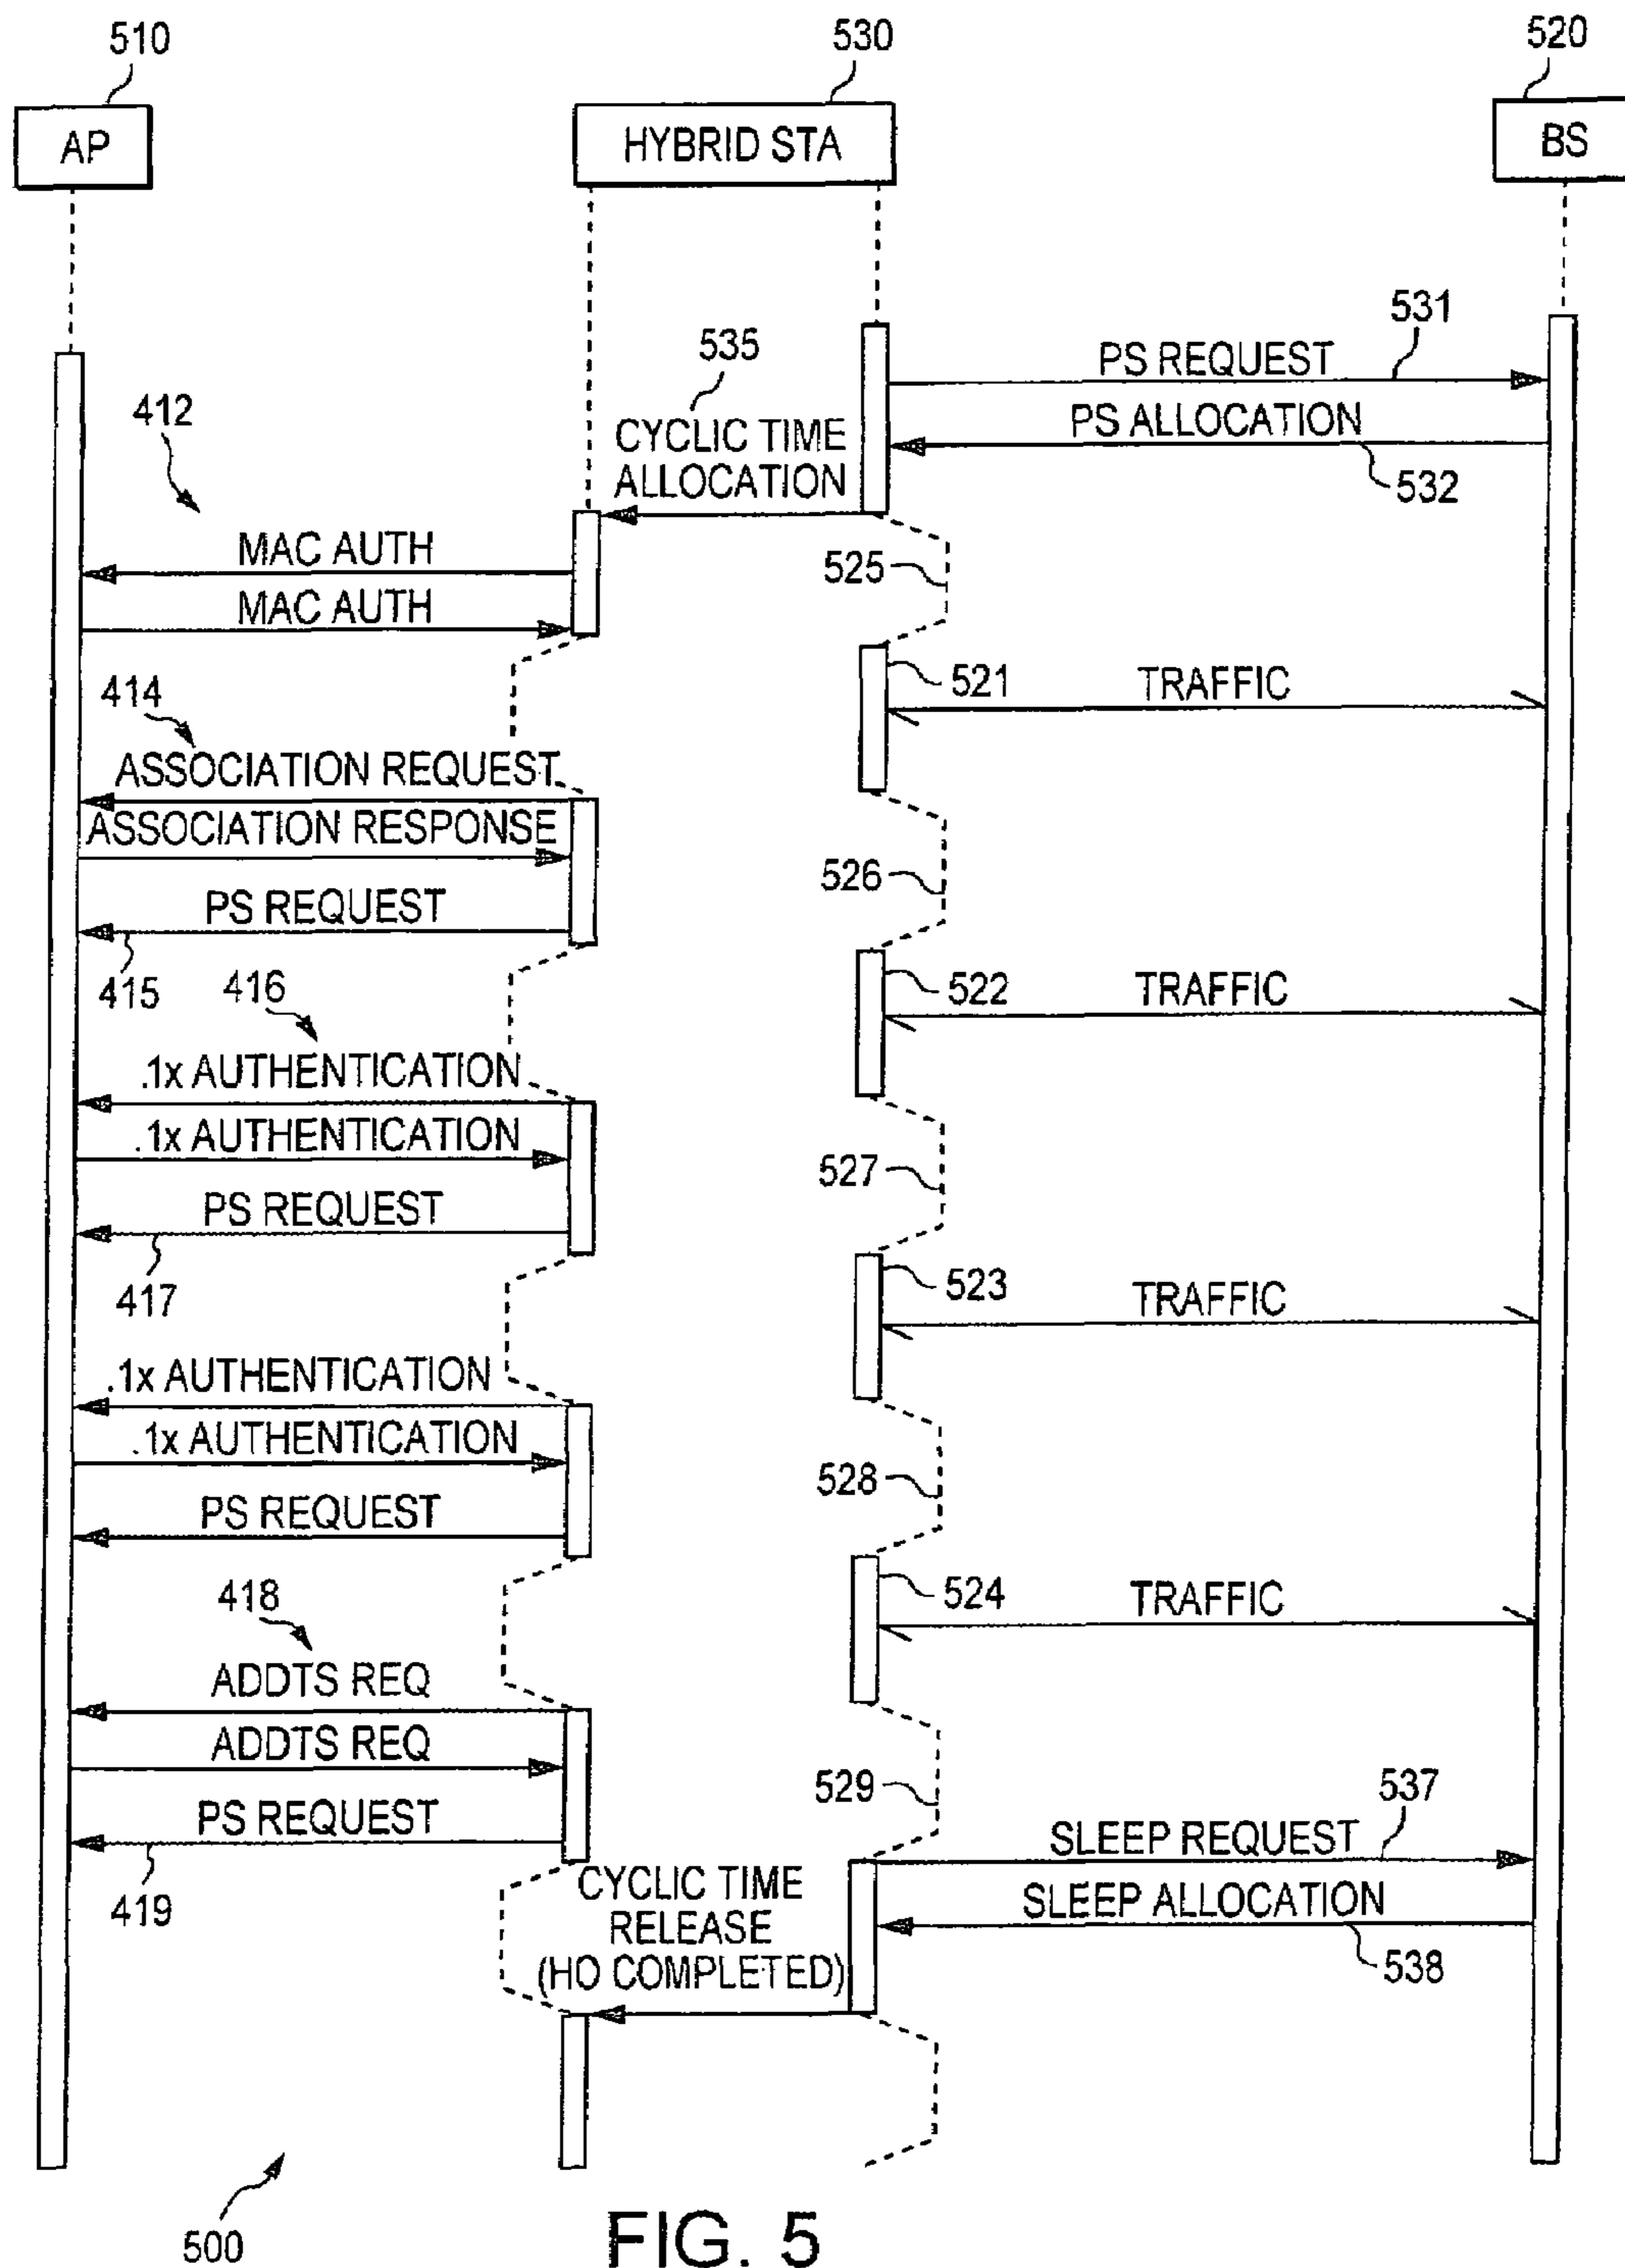 510
530
520
AP
HYBRID STA
BS
531
PS REQUEST
535
412
CYCLIC TIME
ALLOCATION
PS ALLOCATION
532
MAC AUTH
525
MAC AUTH
521
TRAFFIC
414
ASSOCIATION REQUEST
ASSOCIATION RESPONSE
526
PS REQUEST
415
416
522
TRAFFIC
.1x AUTHENTICATION
.1x AUTHENTICATION
527
PS REQUEST
417
523
TRAFFIC
.1x AUTHENTICATION
.1x AUTHENTICATION
528
PS REQUEST
418
524
TRAFFIC
ADDTS REQ
ADDTS REQ
529
537
PS REQUEST
SLEEP REQUEST
419
CYCLIC TIME
RELEASE
(HO COMPLETED)
SLEEP ALLOCATION
538
500
FIG. 5